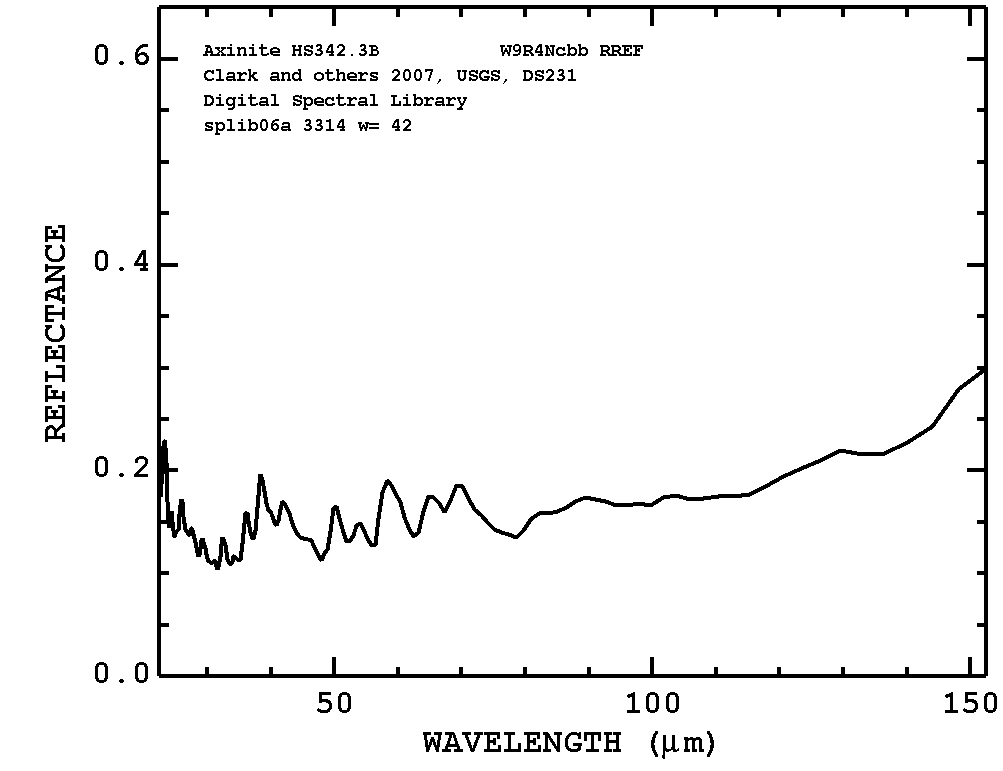 Axinite HS342.3B W9R4Ncbb RREF
Clark and others 2007, USGS, DS231
Digital Spectral Library
splib06a 3314 w= 42
0.6
0.4
0.2
0.0
REFLECTANCE
50 100 150
WAVELENGTH (μm)